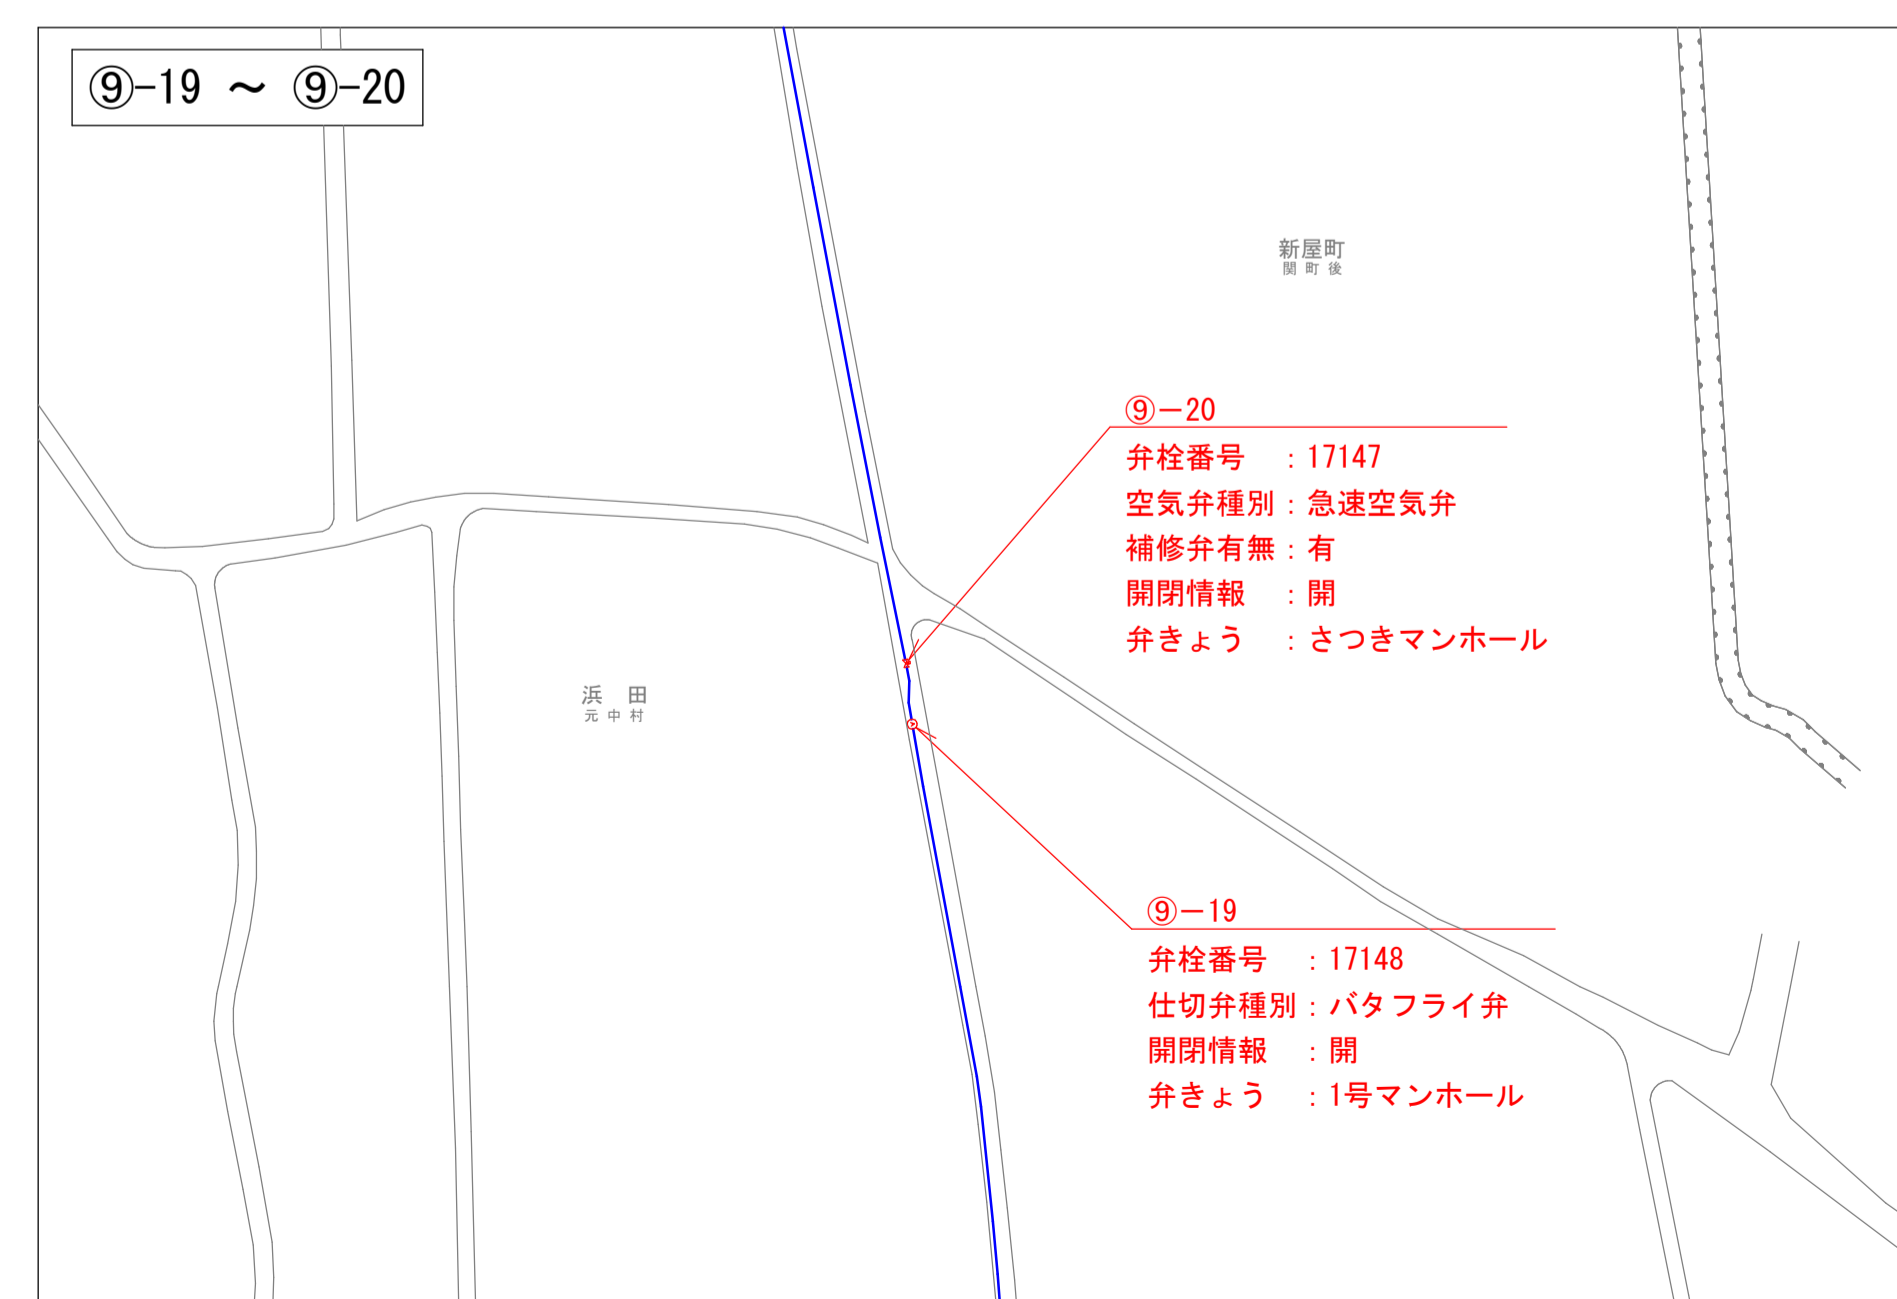 ⑨-19 ～ ⑨-20
新屋町
関町後
⑨－20
弁栓番号　：17147
空気弁種別：急速空気弁
補修弁有無：有
開閉情報　：開
弁きょう　：さつきマンホール
浜　田
元中村
⑨－19
弁栓番号　：17148
仕切弁種別：バタフライ弁
開閉情報　：開
弁きょう　：1号マンホール